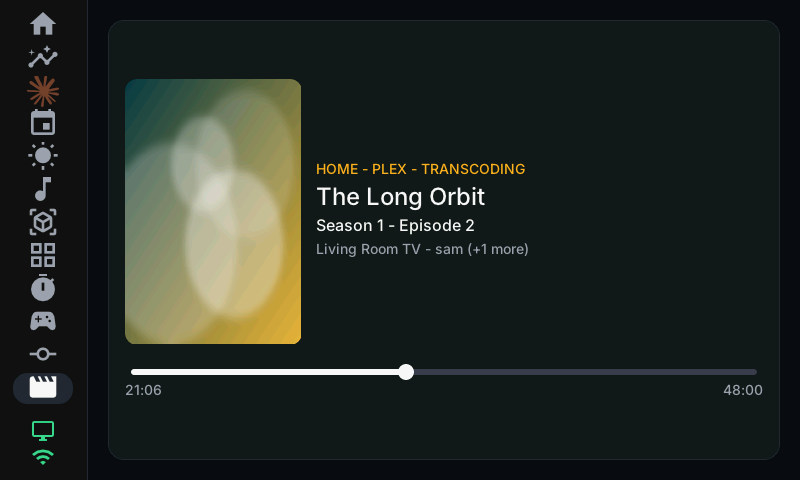 HOME - PLEX - TRANSCODING
The Long Orbit
Season 1 - Episode 2
Living Room TV - sam (+1 more)
21:06
48:00